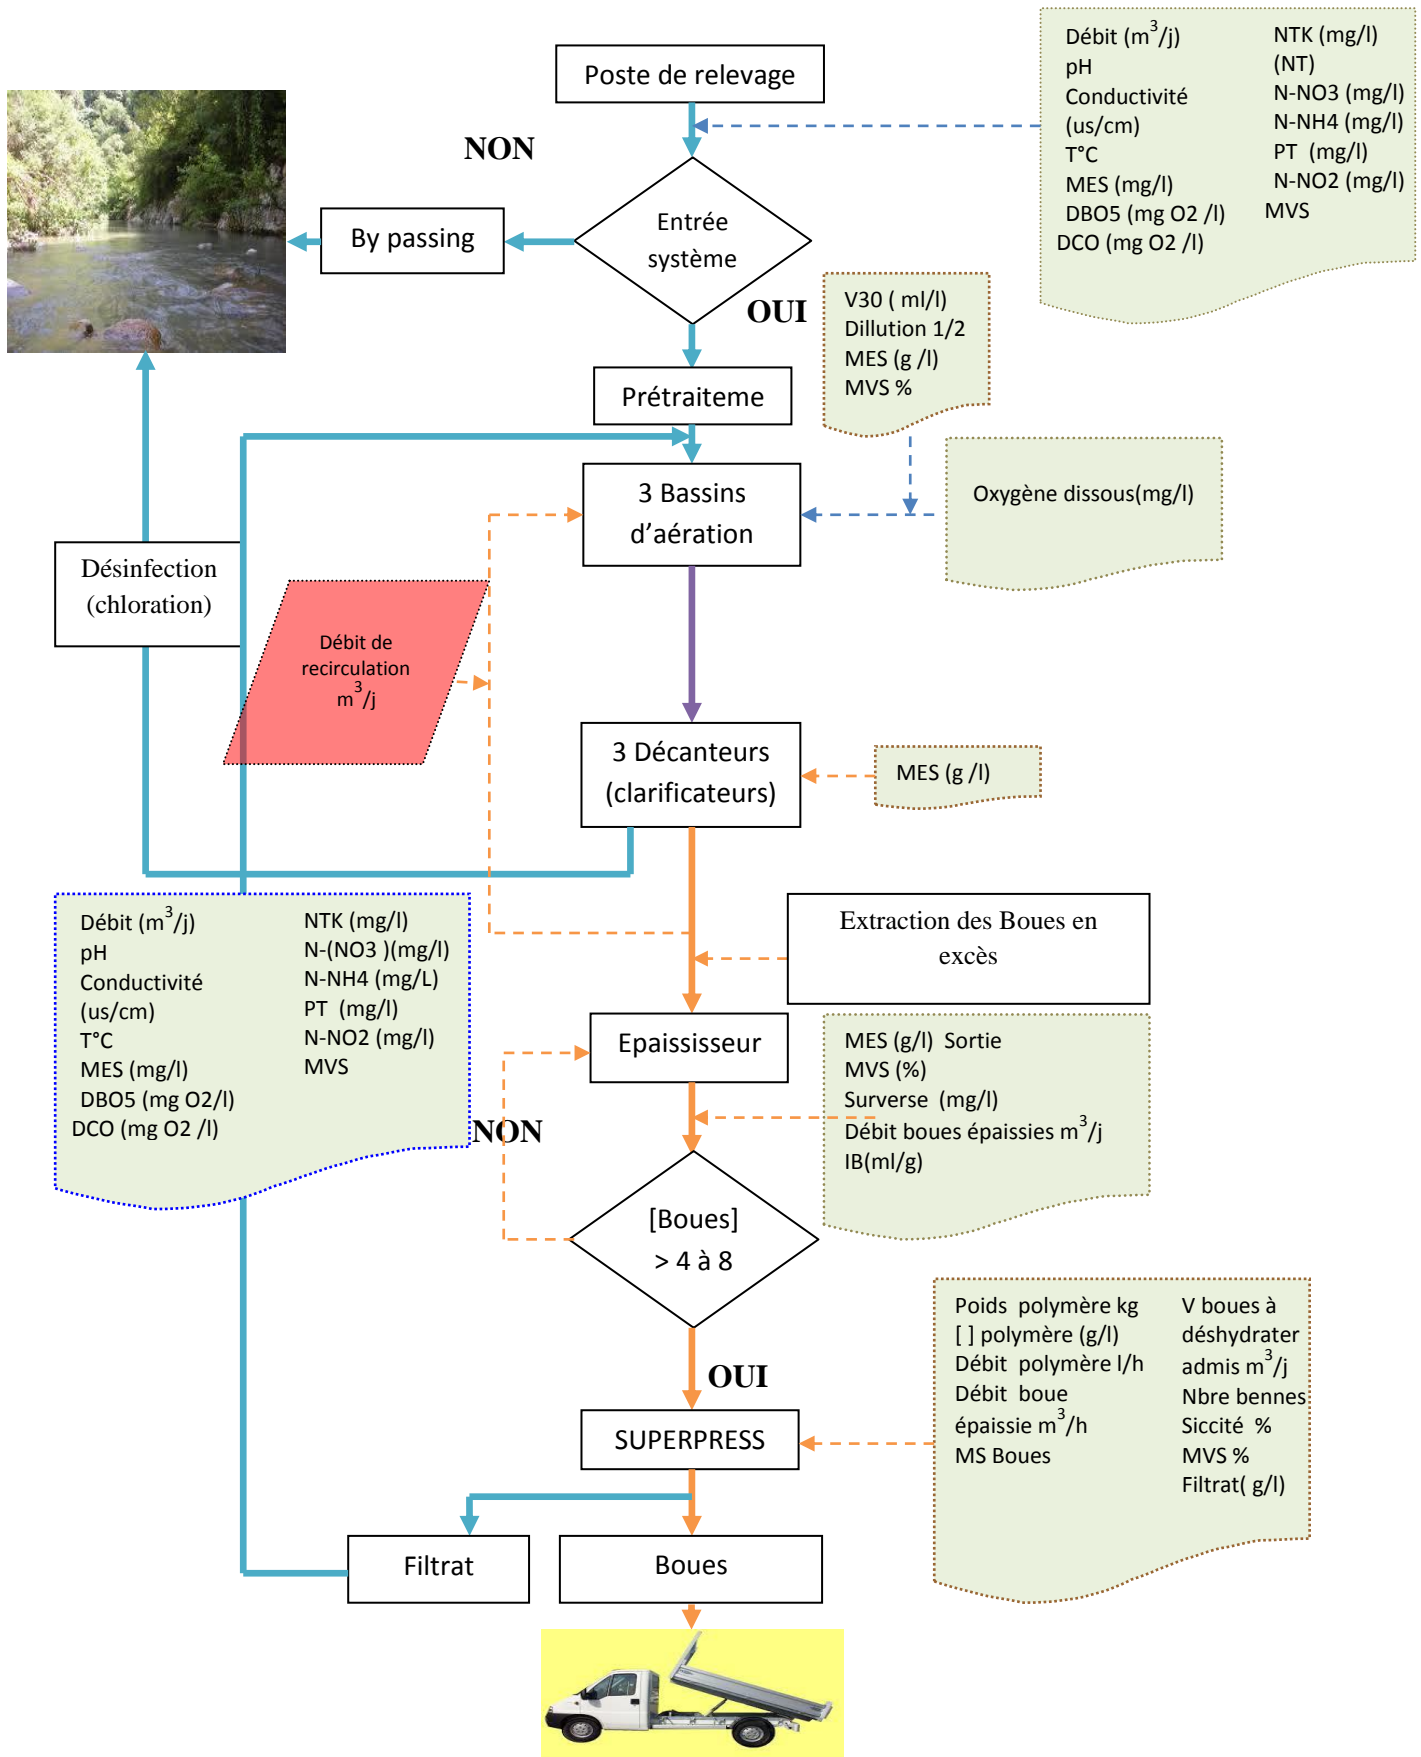 Poste de relevage
Débit (m3/j)
pH
Conductivité
(us/cm)
T°C
MES (mg/l)
DBO5 (mg O2 /l)
DCO (mg O2 /l)
NTK (mg/l)
(NT)
N-NO3 (mg/l)
N-NH4 (mg/l)
PT (mg/l)
N-NO2 (mg/l)
MVS
NON
By passing
Entrée
système
OUI
V30 ( ml/l)
Dillution 1/2
MES (g /l)
MVS %
Prétraiteme
3 Bassins
d’aération
Oxygène dissous(mg/l)
Désinfection
(chloration)
Débit de
recirculation
m3/j
3 Décanteurs
(clarificateurs)
MES (g /l)
Extraction des Boues en
excès
Débit (m3/j)
pH
Conductivité
(us/cm)
T°C
MES (mg/l)
DBO5 (mg O2/l)
DCO (mg O2 /l)
NTK (mg/l)
N-(NO3 )(mg/l)
N-NH4 (mg/L)
PT (mg/l)
N-NO2 (mg/l)
MVS
Epaississeur
MES (g/l) Sortie
MVS (%)
Surverse (mg/l)
Débit boues épaissies m3/j
IB(ml/g)
NON
[Boues]
> 4 à 8
OUI
Poids polymère kg
[ ] polymère (g/l)
Débit polymère l/h
Débit boue
épaissie m3/h
MS Boues
V boues à
déshydrater
admis m3/j
Nbre bennes
Siccité %
MVS %
Filtrat( g/l)
SUPERPRESS
Filtrat
Boues